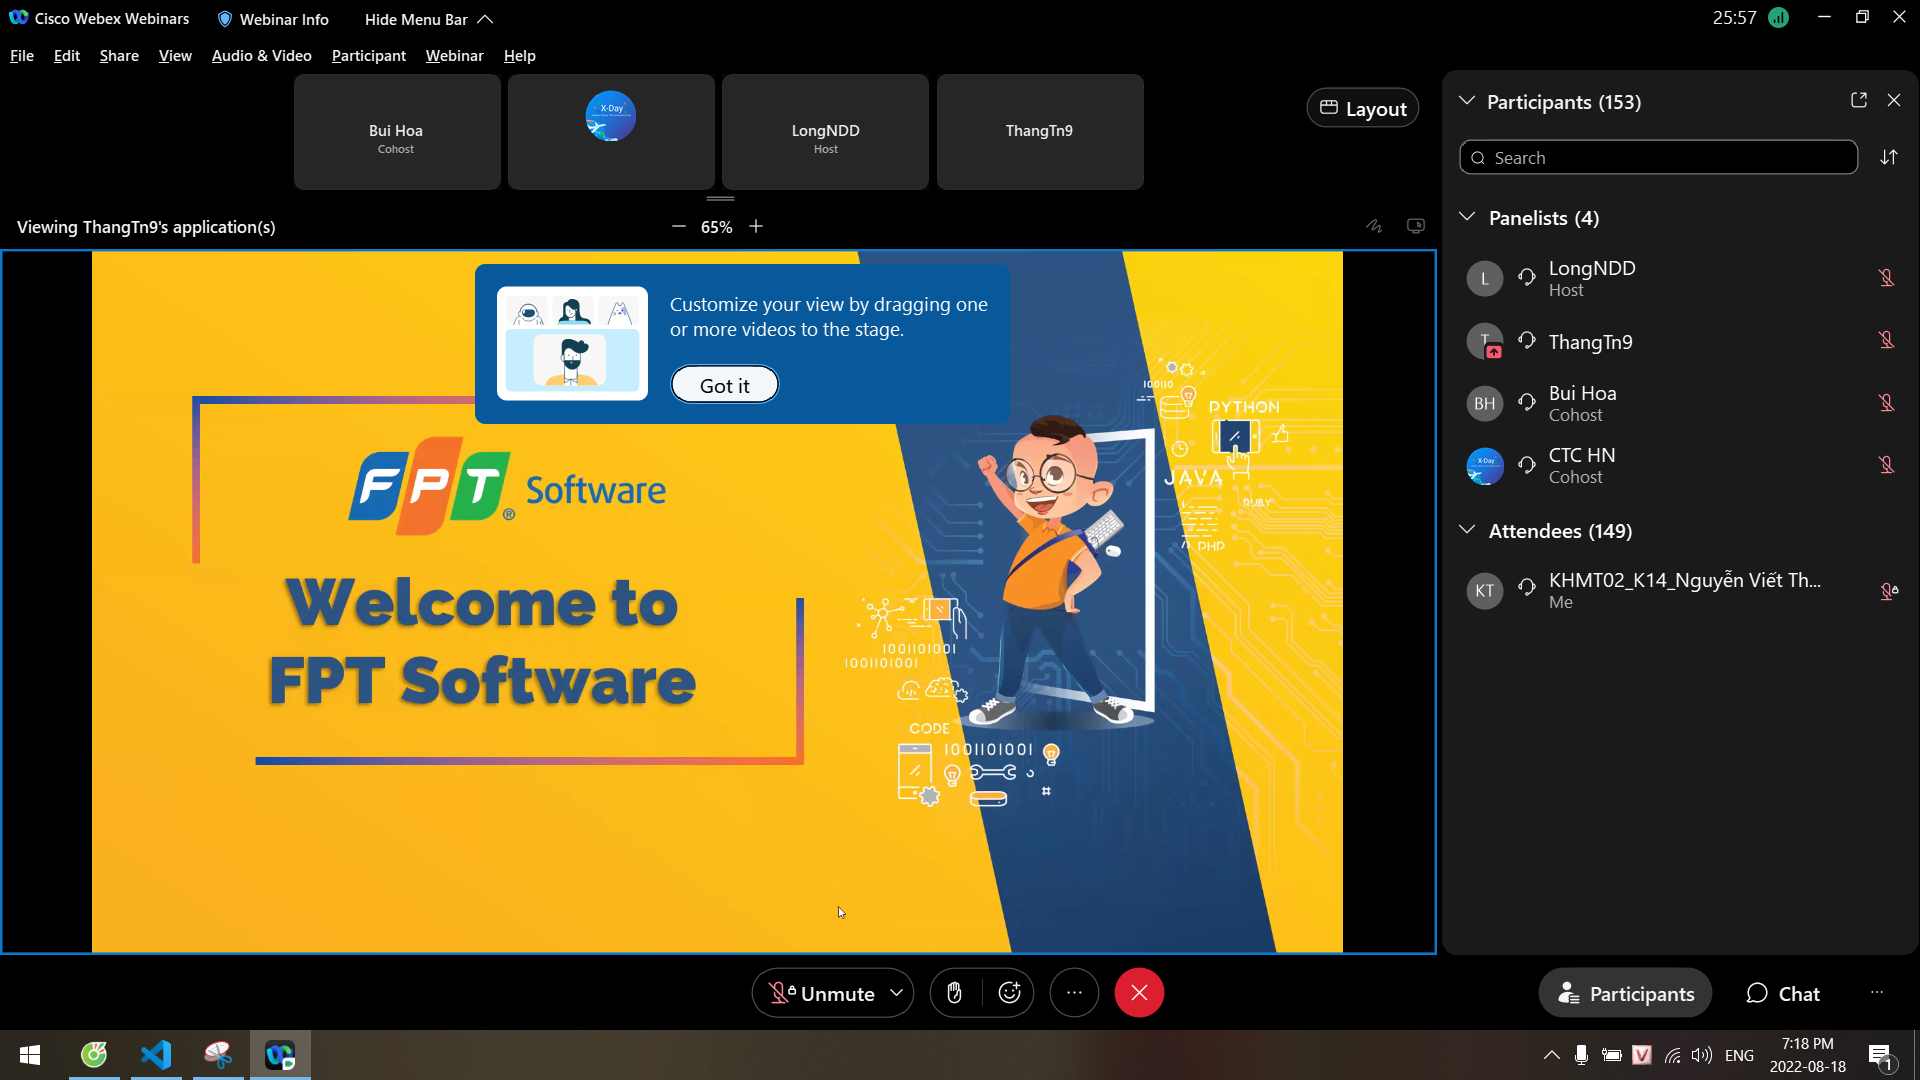 Cisco Webex Webinars
Webinar Info
Hide Menu Bar
25:57
File Edit Share View Audio & Video Participant Webinar Help
Bui Hoa
Cohost
X-Day
LongNDD
Host
ThangTn9
Layout
Viewing ThangTn9's application(s)
65%
Customize your view by dragging one
or more videos to the stage.
Got it
FPT® Software
Welcome to
FPT Software
100110
PYTHON
JAVA
RUBY
PHP
1001101001
1001101001
CODE
1001101001
#
Participants (153)
Search
Panelists (4)
L
LongNDD
Host
T
ThangTn9
BH
Bui Hoa
Cohost
X-Day
CTC HN
Cohost
Attendees (149)
KT
KHMT02_K14_Nguyễn Viết Th...
Me
Unmute
Participants
Chat
V
ENG
7:18 PM
2022-08-18
1